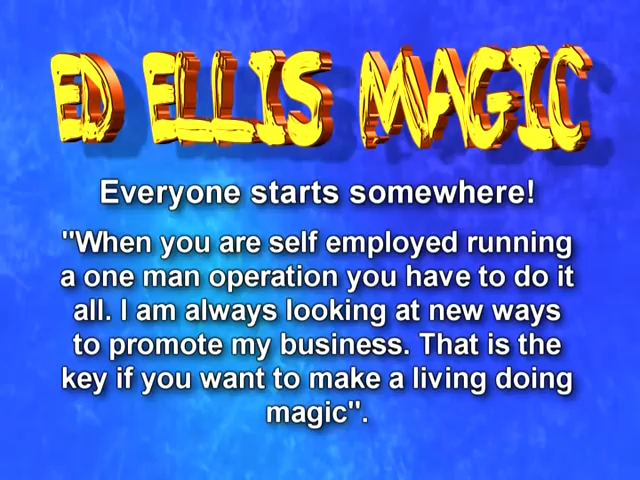 ED ELLIS MAGIC
Everyone starts somewhere!
"When you are self employed running
a one man operation you have to do it
all. I am always looking at new ways
to promote my business. That is the
key if you want to make a living doing
magic".